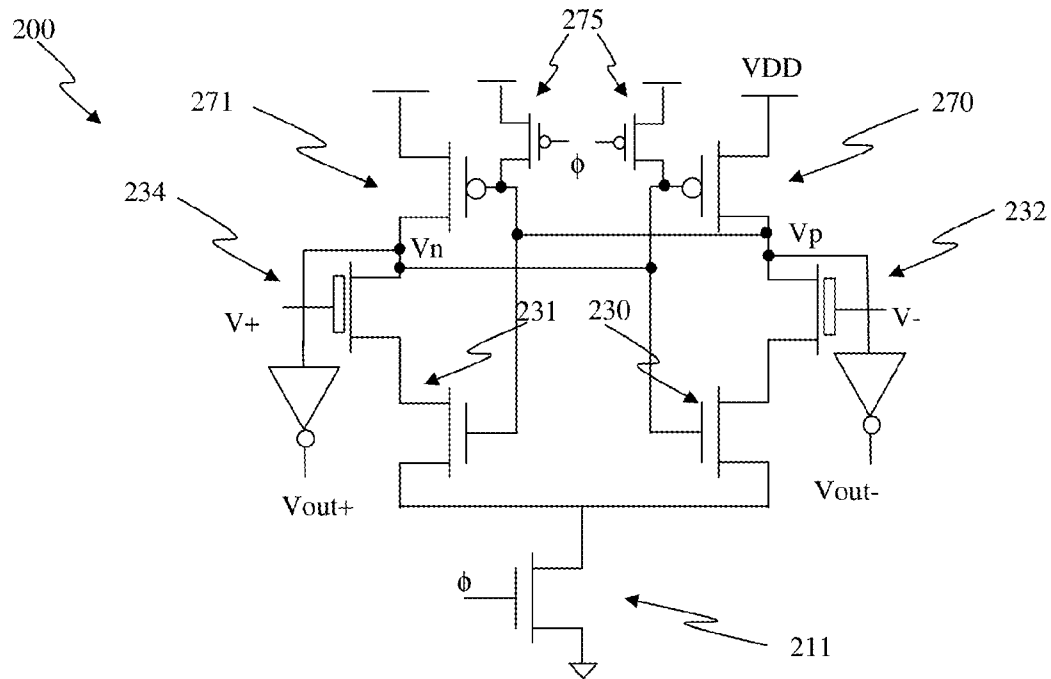 200
275
VDD
271
270
ϕ
234
232
Vn
Vp
V+
231
230
V-
Vout+
Vout-
ϕ
211